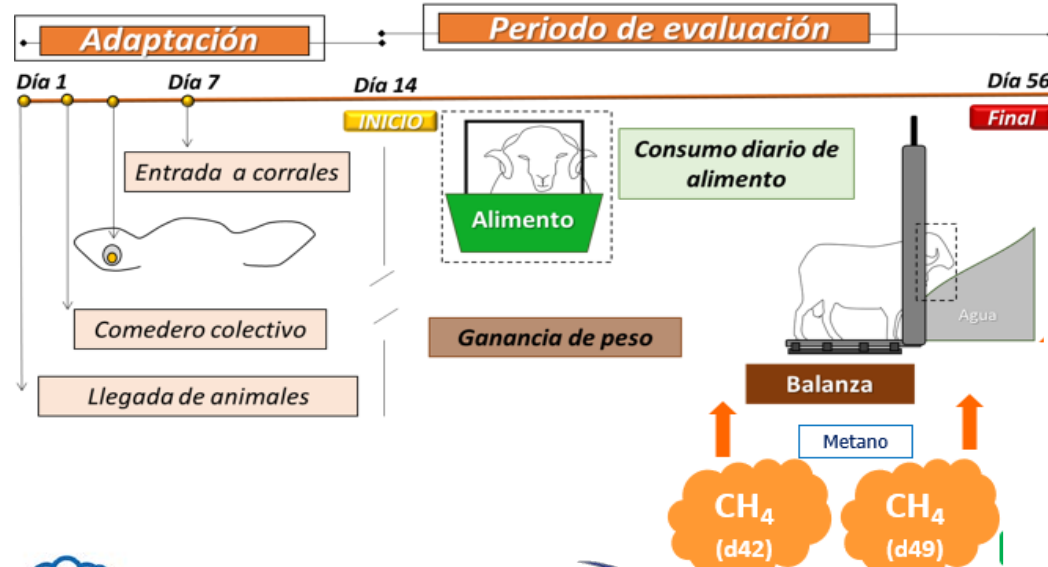 Adaptación
Periodo de evaluación
Día 1
Día 7
Día 14
Día 56
INICIO
Final
Entrada a corrales
Alimento
Consumo diario de
alimento
Agua
Comedero colectivo
Ganancia de peso
Llegada de animales
Balanza
Metano
CH₄
(d42)
CH₄
(d49)